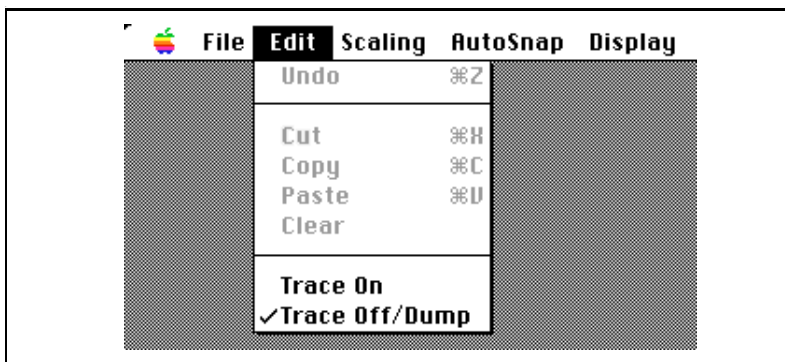 File Edit Scaling AutoSnap Display
Undo ⌘Z
Cut ⌘X
Copy ⌘C
Paste ⌘V
Clear
Trace On
✓Trace Off/Dump